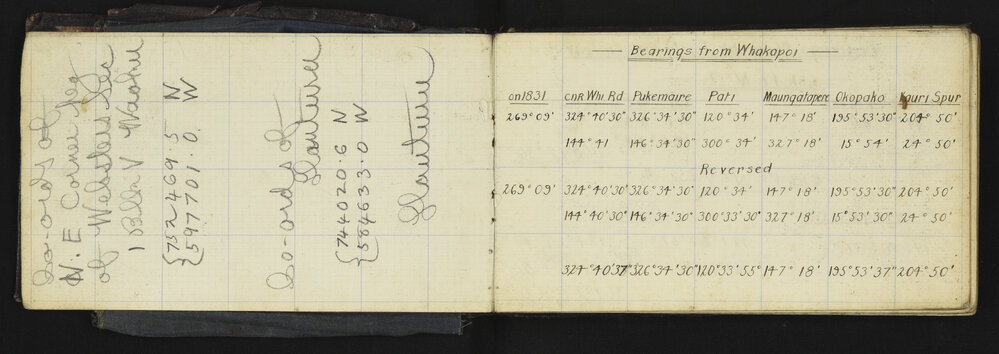 Co-ords of
N. E. Corner Peg
of Websters Sec
1 Blk V
{752469.5 N
{597701.0 W
Co-ords of
{744020.6 N
{584633.0 W
Bearings from Whakopoi
on 1831 cnr Whi Rd Pukemaire Pati Maungatapere Okopako Kauri Spur
269° 09' 324° 40' 30" 326° 34' 30" 120° 34' 147° 18' 195° 53' 30" 204° 50'
144° 41 146° 34' 30" 300° 34' 327° 18' 15° 54' 24° 50'
Reversed
269° 09' 324° 40' 30" 326° 34' 30" 120° 34' 147° 18' 195° 53' 30" 204° 50'
144° 40' 30" 146° 34' 30" 300° 33' 30" 327° 18' 15° 53' 30" 24° 50'
324° 40' 37" 326° 34' 30" 120° 33' 55" 147° 18' 195° 53' 37" 204° 50'